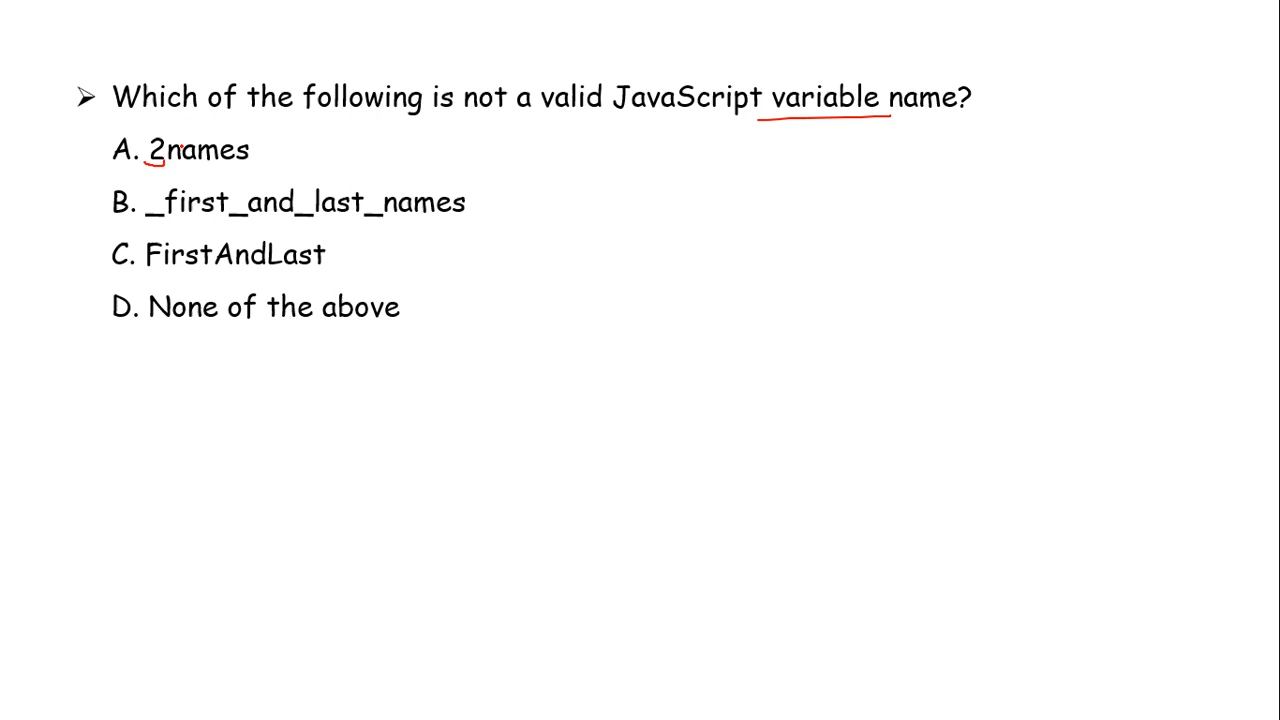 ➢ Which of the following is not a valid JavaScript variable name?
A. 2names
B. _first_and_last_names
C. FirstAndLast
D. None of the above